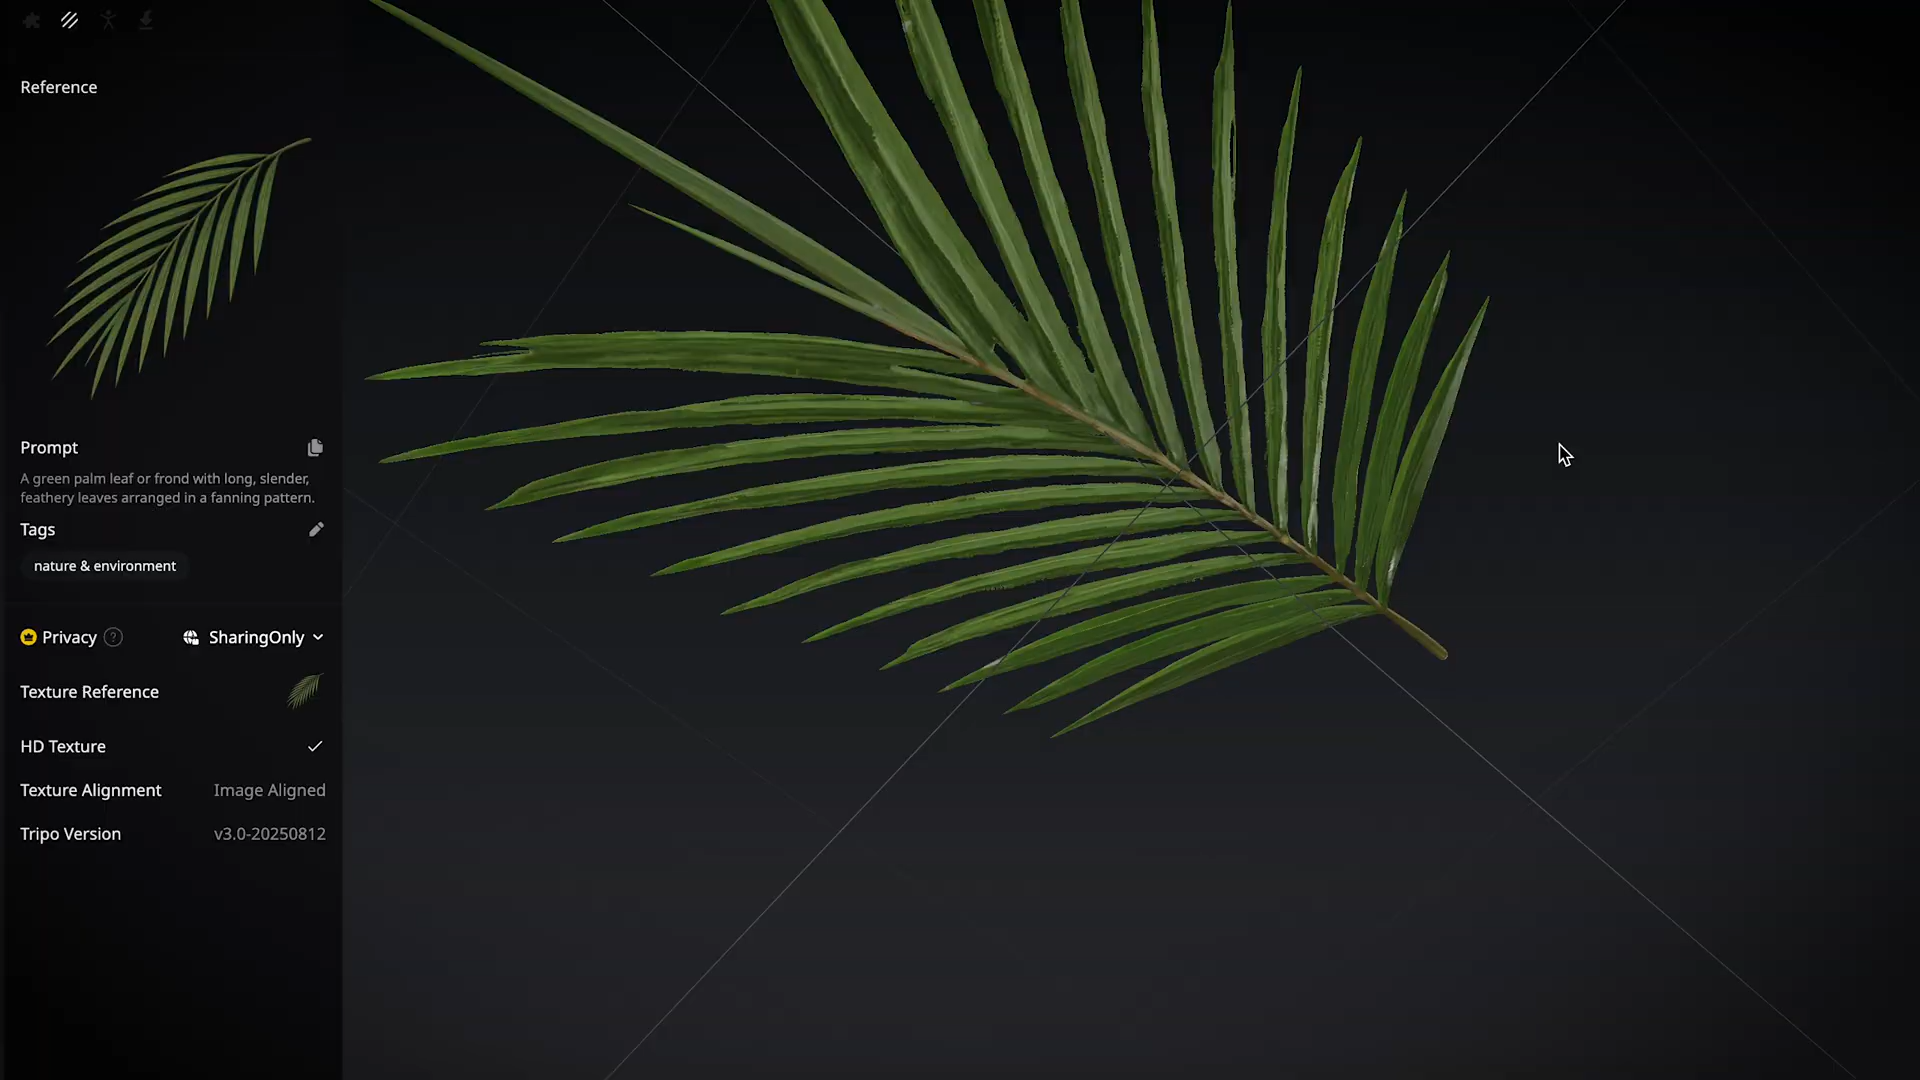 Reference
Prompt
A green palm leaf or frond with long, slender,
feathery leaves arranged in a fanning pattern.
Tags
nature & environment
Privacy ? SharingOnly
Texture Reference
HD Texture
Texture Alignment Image Aligned
Tripo Version v3.0-20250812